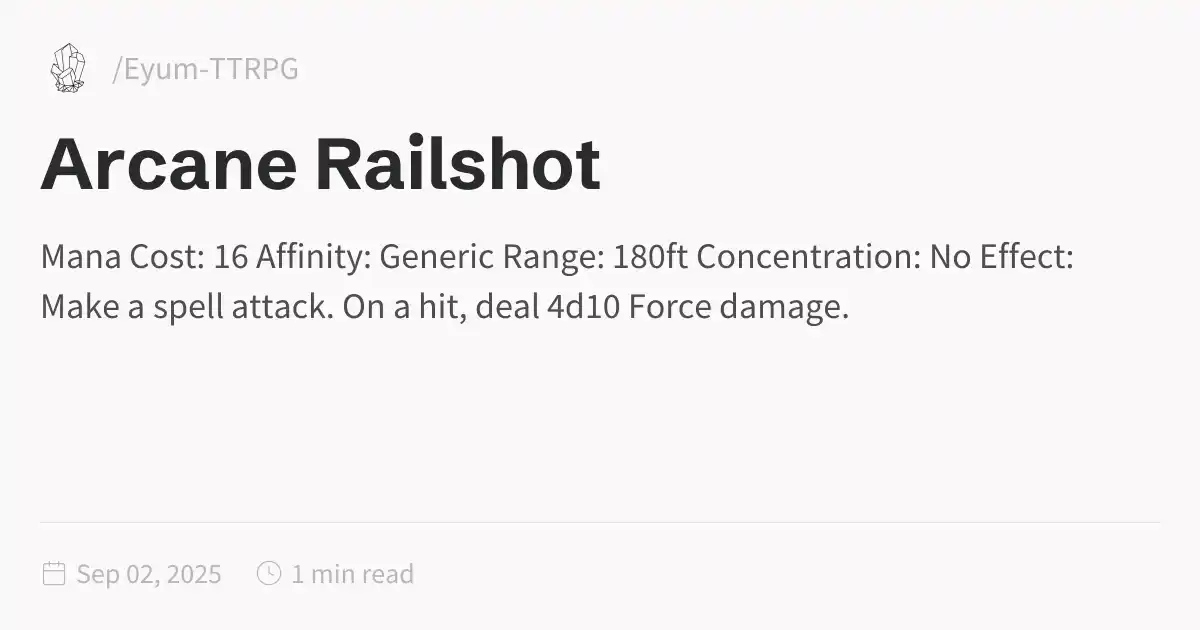 /Eyum-TTRPG
Arcane Railshot
Mana Cost: 16 Affinity: Generic Range: 180ft Concentration: No Effect:
Make a spell attack. On a hit, deal 4d10 Force damage.
Sep 02, 2025 1 min read